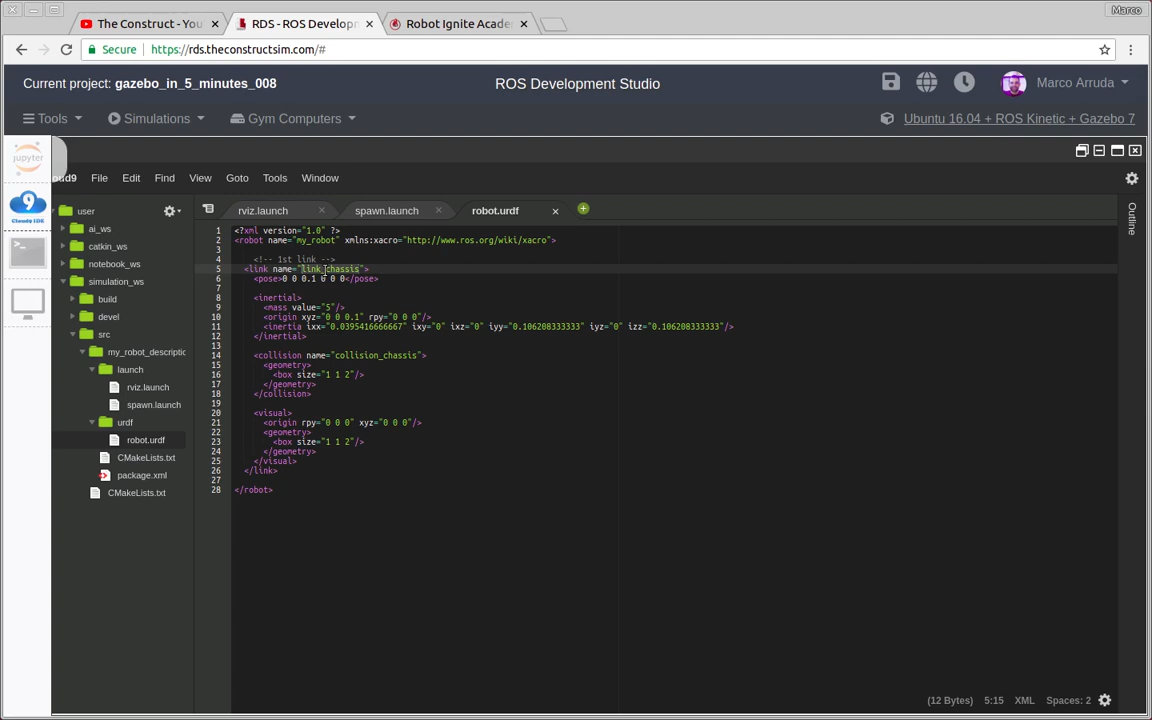 Marco
The Construct - You
RDS - ROS Developm
Robot Ignite Acade
Secure https://rds.theconstructsim.com/#
Current project: gazebo_in_5_minutes_008
ROS Development Studio
Marco Arruda
Tools
Simulations
Gym Computers
Ubuntu 16.04 + ROS Kinetic + Gazebo 7
jupyter
oud9 File Edit Find View Goto Tools Window
Cloud9 IDE
user
ai_ws
catkin_ws
notebook_ws
simulation_ws
build
devel
src
my_robot_descriptic
launch
rviz.launch
spawn.launch
urdf
robot.urdf
CMakeLists.txt
package.xml
CMakeLists.txt
rviz.launch
spawn.launch
robot.urdf
Outline
1 <?xml version="1.0" ?>
2 <robot name="my_robot" xmlns:xacro="http://www.ros.org/wiki/xacro">
3
4 <!-- 1st link -->
5 <link name="link_chassis">
6 <pose>0 0 0.1 0 0 0</pose>
7
8 <inertial>
9 <mass value="5"/>
10 <origin xyz="0 0 0.1" rpy="0 0 0"/>
11 <inertia ixx="0.0395416666667" ixy="0" ixz="0" iyy="0.106208333333" iyz="0" izz="0.106208333333"/>
12 </inertial>
13
14 <collision name="collision_chassis">
15 <geometry>
16 <box size="1 1 2"/>
17 </geometry>
18 </collision>
19
20 <visual>
21 <origin rpy="0 0 0" xyz="0 0 0"/>
22 <geometry>
23 <box size="1 1 2"/>
24 </geometry>
25 </visual>
26 </link>
27
28 </robot>
(12 Bytes) 5:15 XML Spaces: 2